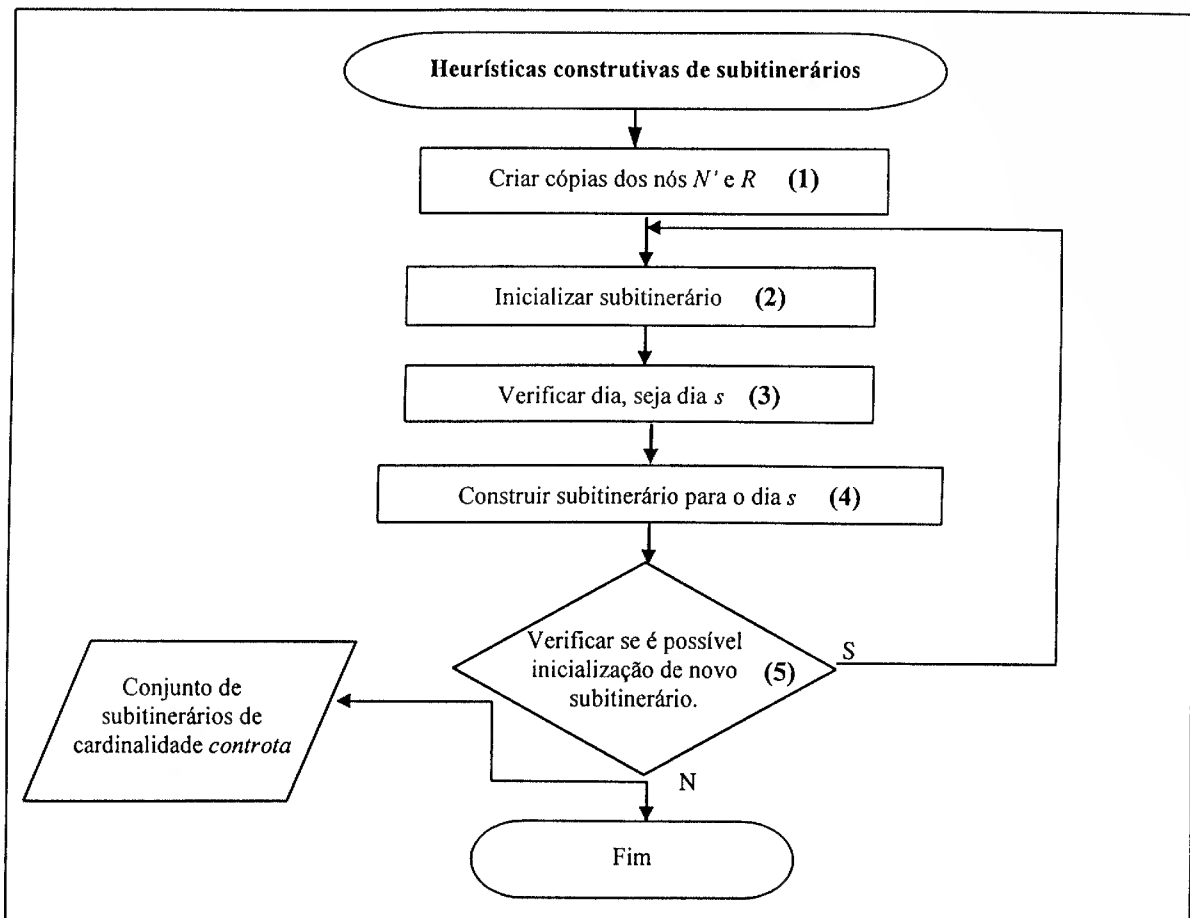 Heurísticas construtivas de subitinerários
Criar cópias dos nós N' e R (1)
Inicializar subitinerário (2)
Verificar dia, seja dia s (3)
Construir subitinerário para o dia s (4)
Verificar se é possível
inicialização de novo (5)
subitinerário.
S
Conjunto de
subitinerários de
cardinalidade controta
N
Fim